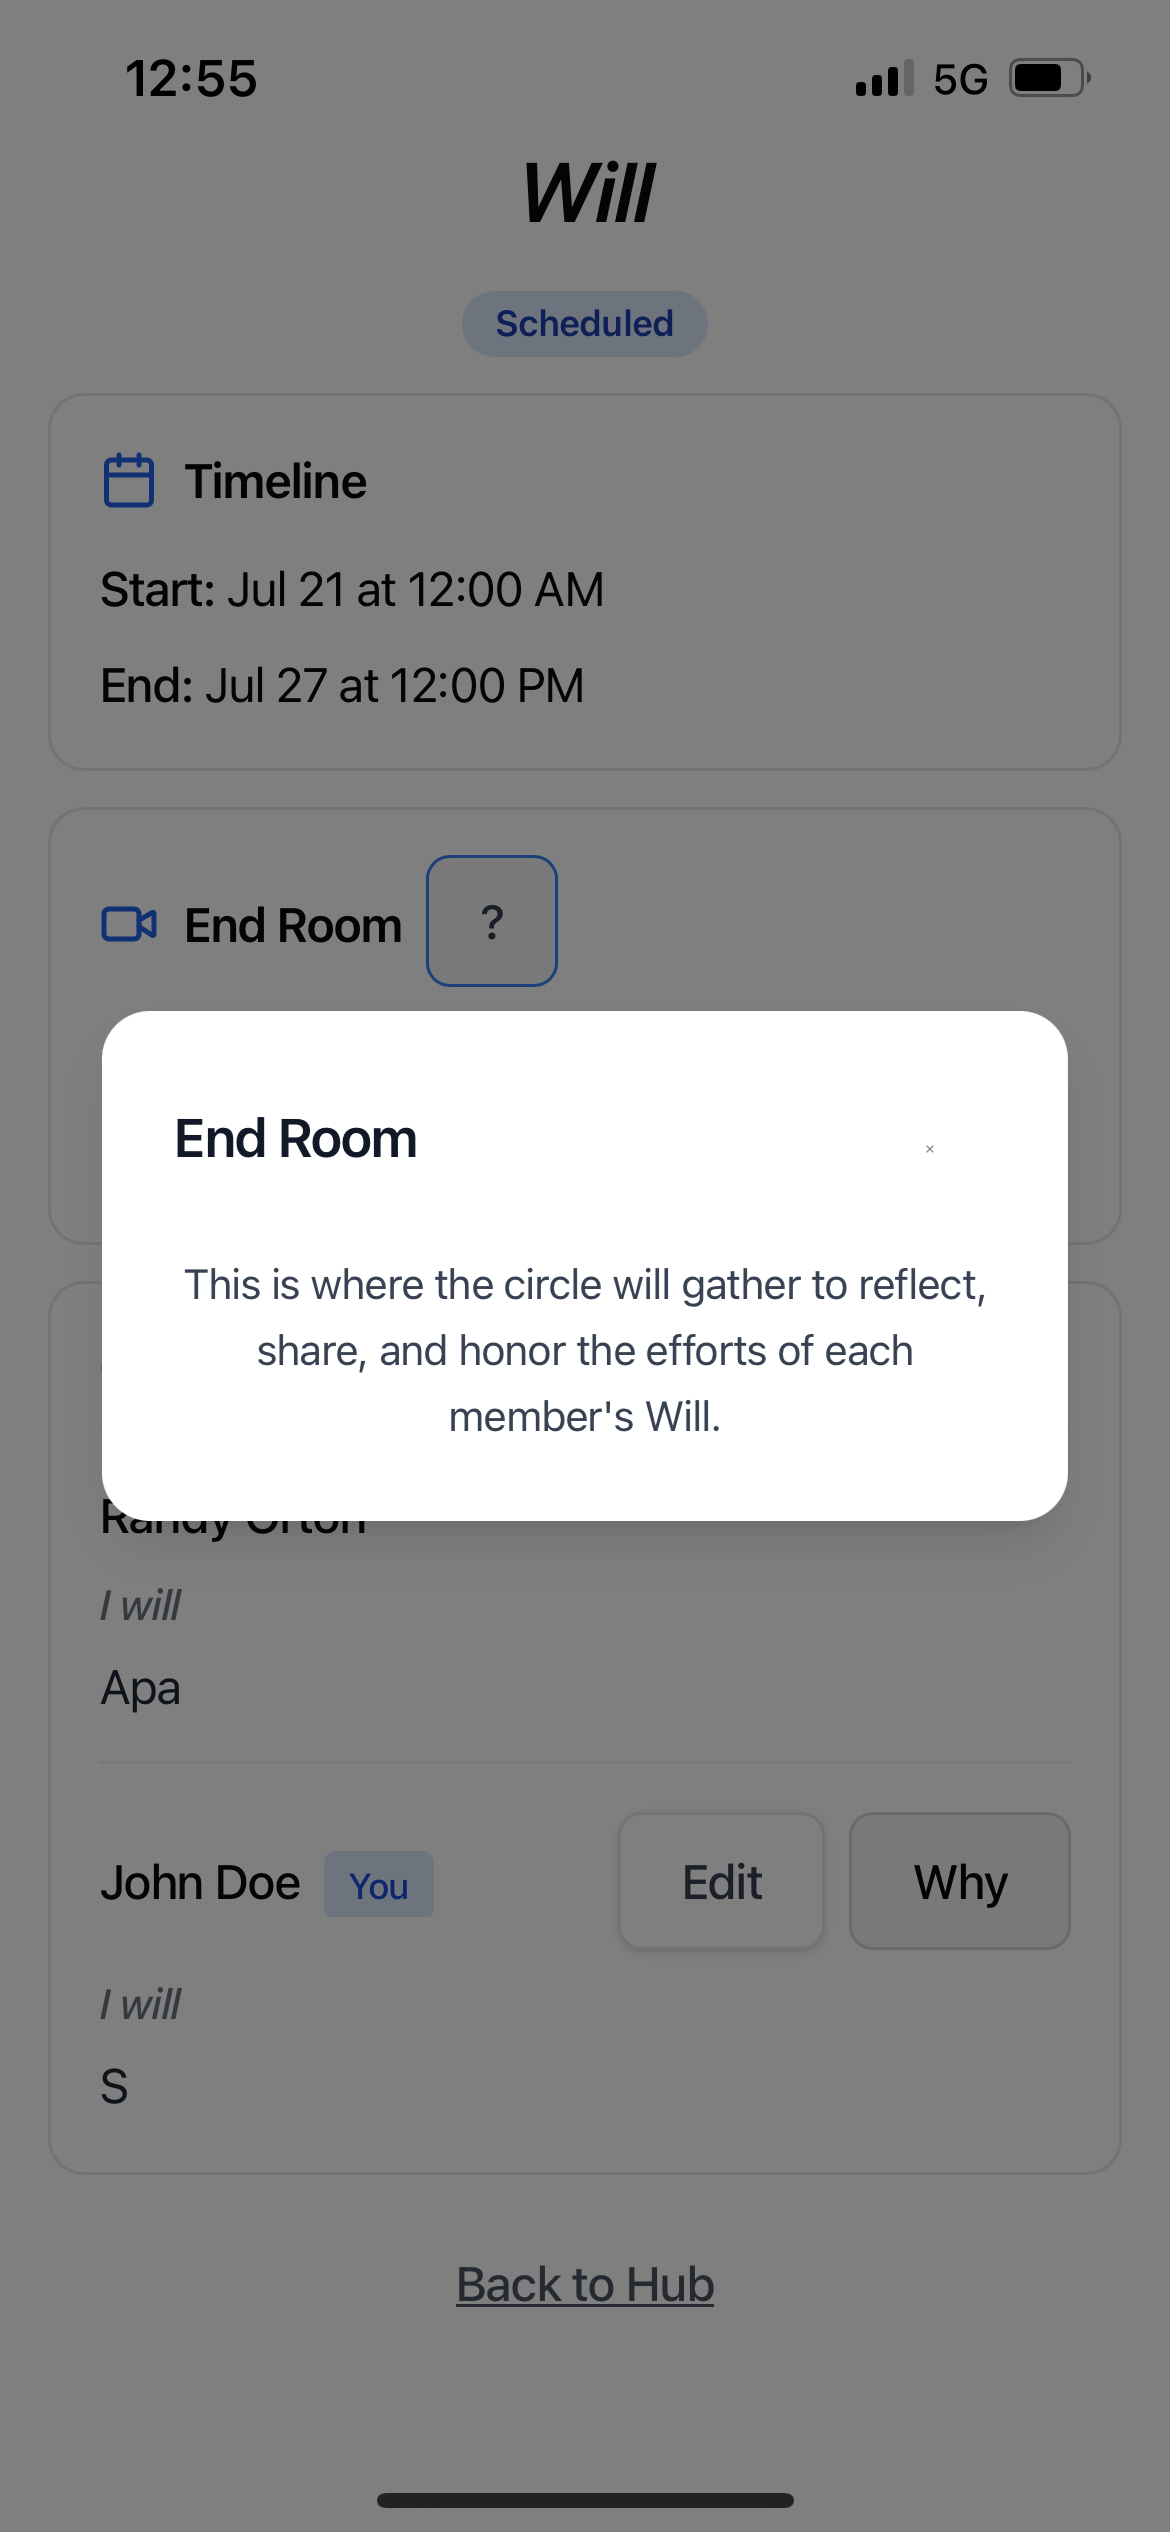 12:55
5G
Will
Scheduled
Timeline
Start: Jul 21 at 12:00 AM
End: Jul 27 at 12:00 PM
End Room ?
End Room ×
This is where the circle will gather to reflect,
share, and honor the efforts of each
member's Will.
Randy Orton
I will
Apa
John Doe You Edit Why
I will
S
Back to Hub